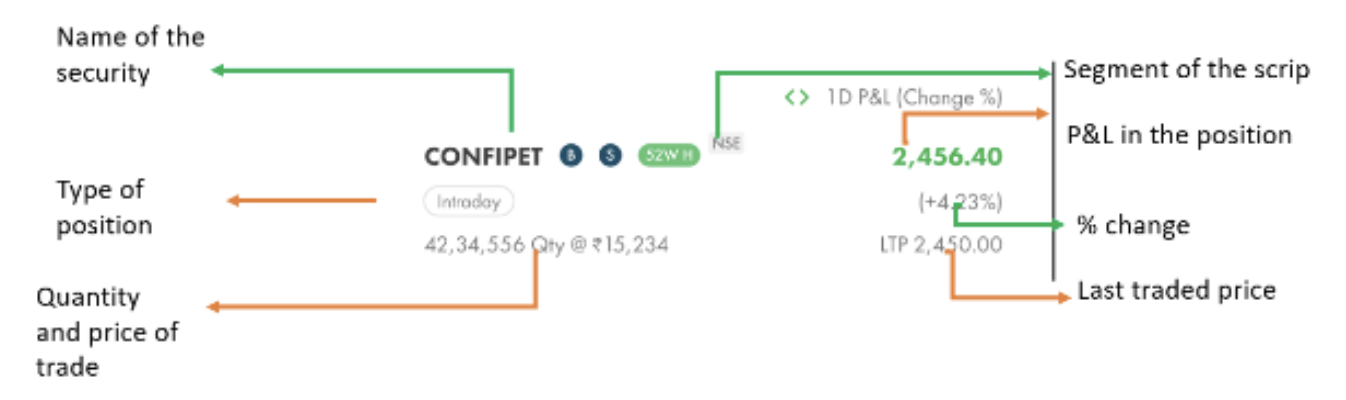 Name of the
security
Segment of the scrip
<> 1D P&L (Change %)
P&L in the position
CONFIPET B S 52W H NSE
2,456.40
Type of
position
Intraday
(+4.23%)
% change
42,34,556 Qty @ ₹15,234
LTP 2,450.00
Quantity
and price of
trade
Last traded price